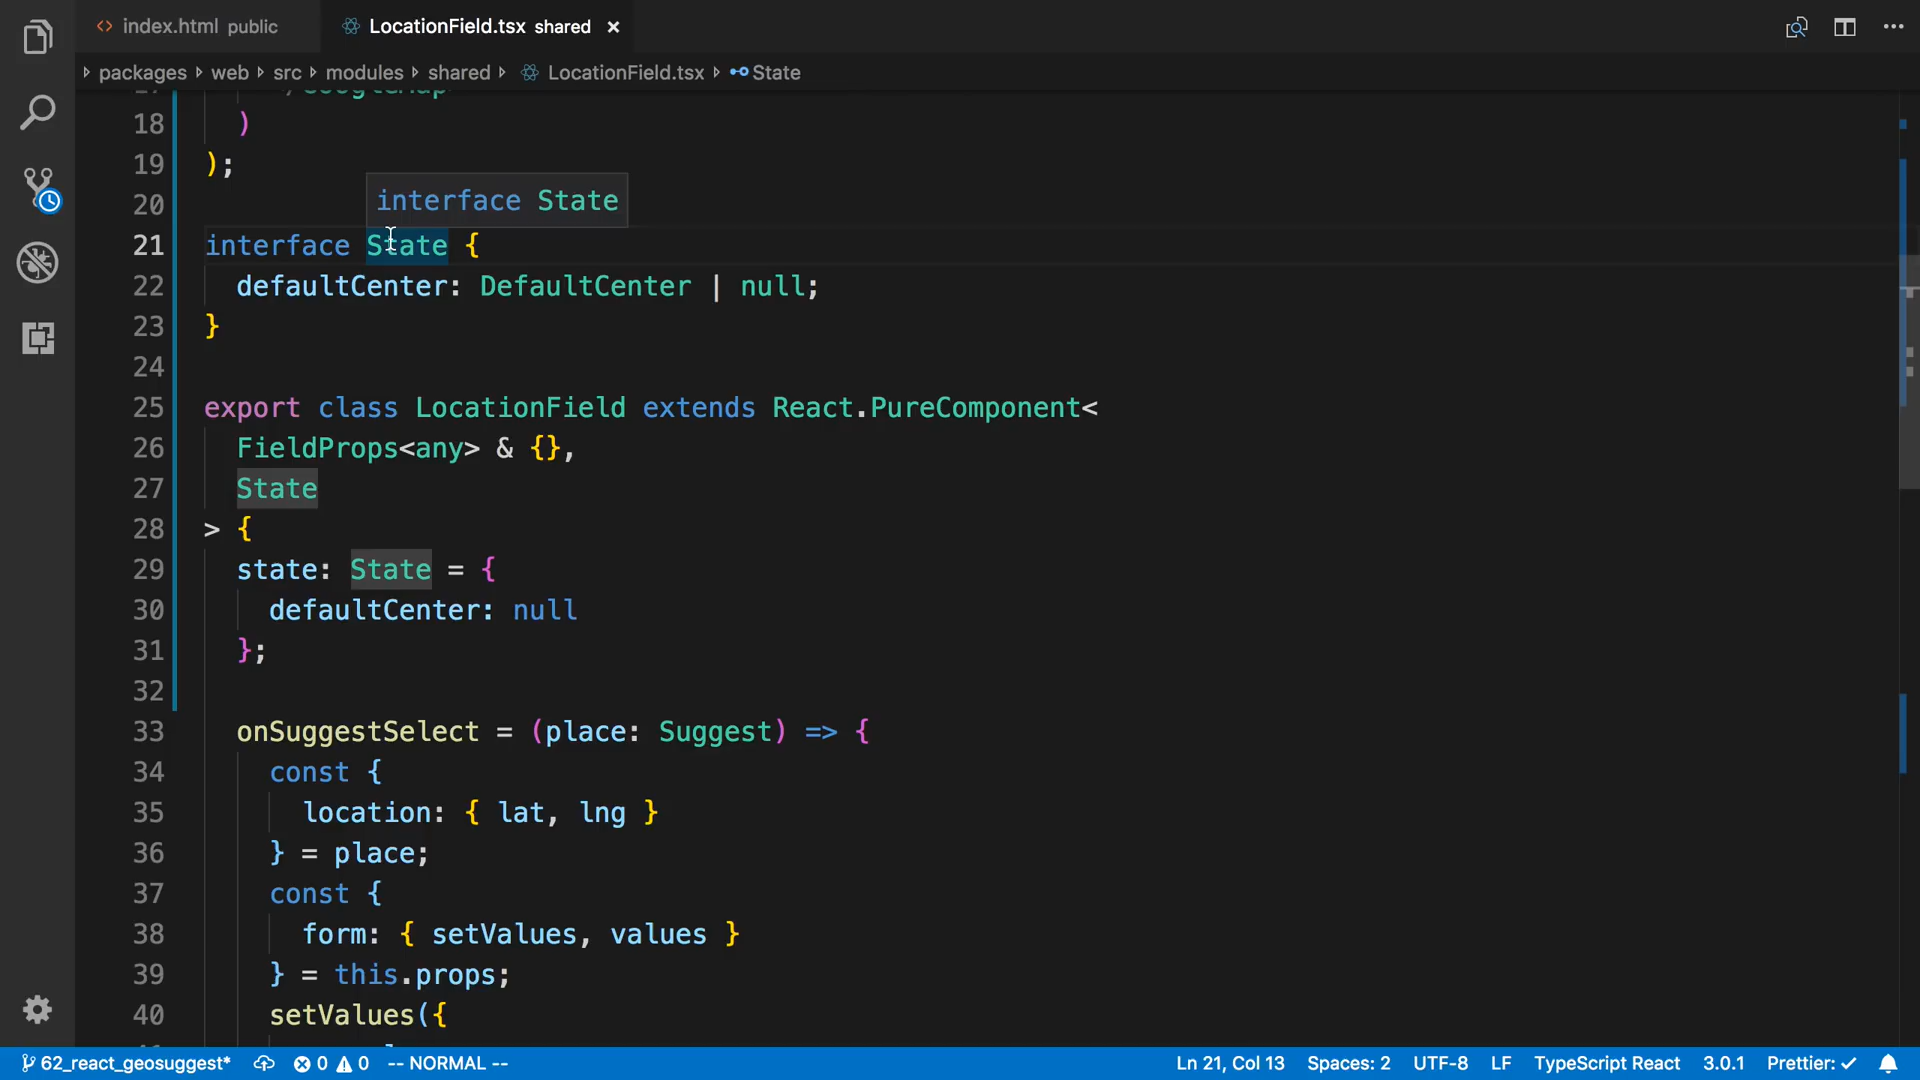 index.html public
LocationField.tsx shared
packages web src modules shared LocationField.tsx State
18 )
19 );
interface State
20
21 interface State {
22 defaultCenter: DefaultCenter | null;
23 }
24
25 export class LocationField extends React.PureComponent<
26 FieldProps<any> & {},
27 State
28 > {
29 state: State = {
30 defaultCenter: null
31 };
32
33 onSuggestSelect = (place: Suggest) => {
34 const {
35 location: { lat, lng }
36 } = place;
37 const {
38 form: { setValues, values }
39 } = this.props;
40 setValues({
62_react_geosuggest* 0 0 -- NORMAL -- Ln 21, Col 13 Spaces: 2 UTF-8 LF TypeScript React 3.0.1 Prettier: ✓